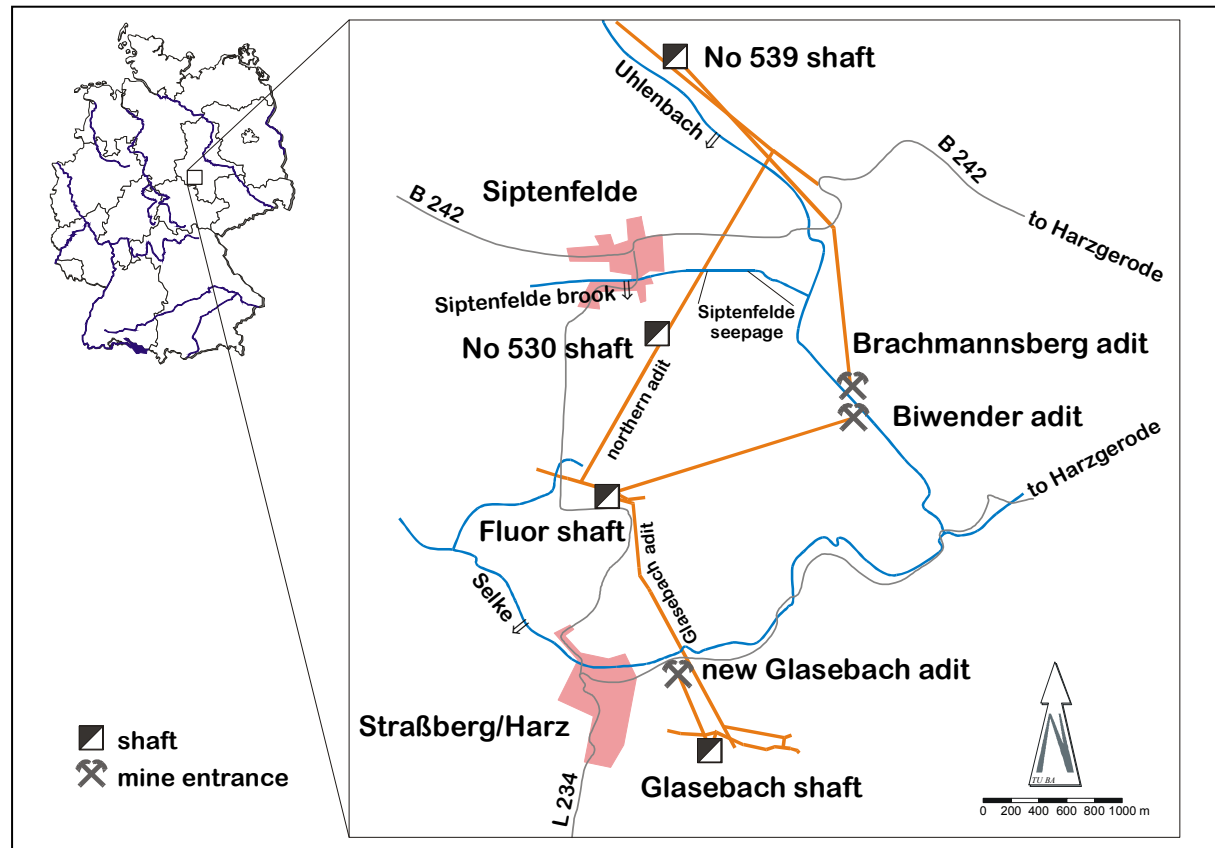 No 539 shaft
Uhlenbach
B 242
to Harzgerode
Siptenfelde
B 242
Siptenfelde brook
Siptenfelde
seepage
No 530 shaft
Brachmannsberg adit
Biwender adit
northern adit
to Harzgerode
Fluor shaft
Glasebach adit
Selke
new Glasebach adit
Straßberg/Harz
Glasebach shaft
L 234
shaft
mine entrance
N
TU BA
0 200 400 600 800 1000 m